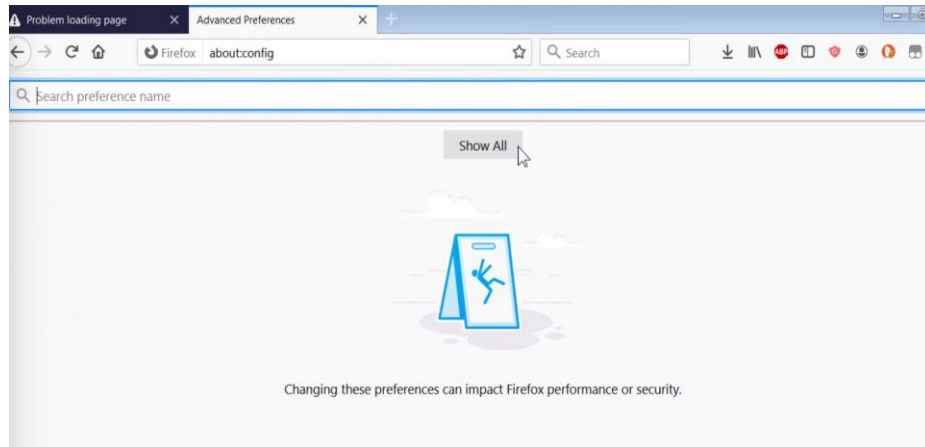 Problem loading page
Advanced Preferences
Firefox about:config
Search
ABP
Search preference name
Show All
Changing these preferences can impact Firefox performance or security.